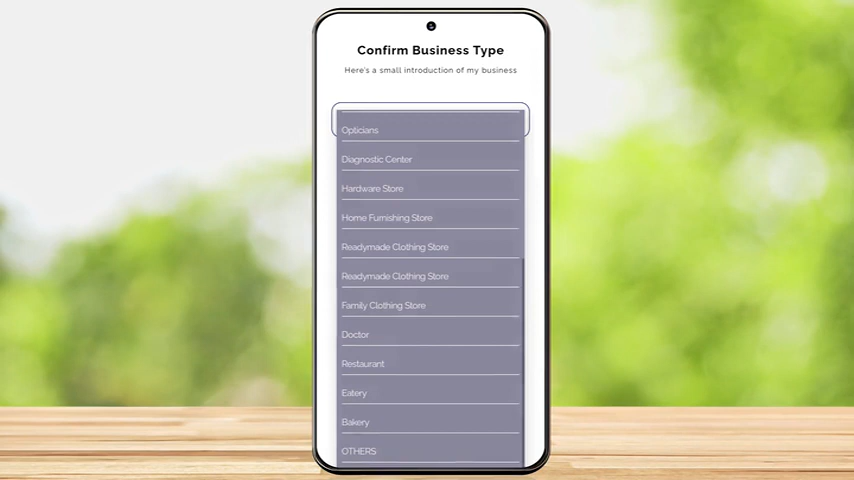 Confirm Business Type
Here's a small introduction of my business
Opticians
Diagnostic Center
Hardware Store
Home Furnishing Store
Readymade Clothing Store
Readymade Clothing Store
Family Clothing Store
Doctor
Restaurant
Eatery
Bakery
OTHERS